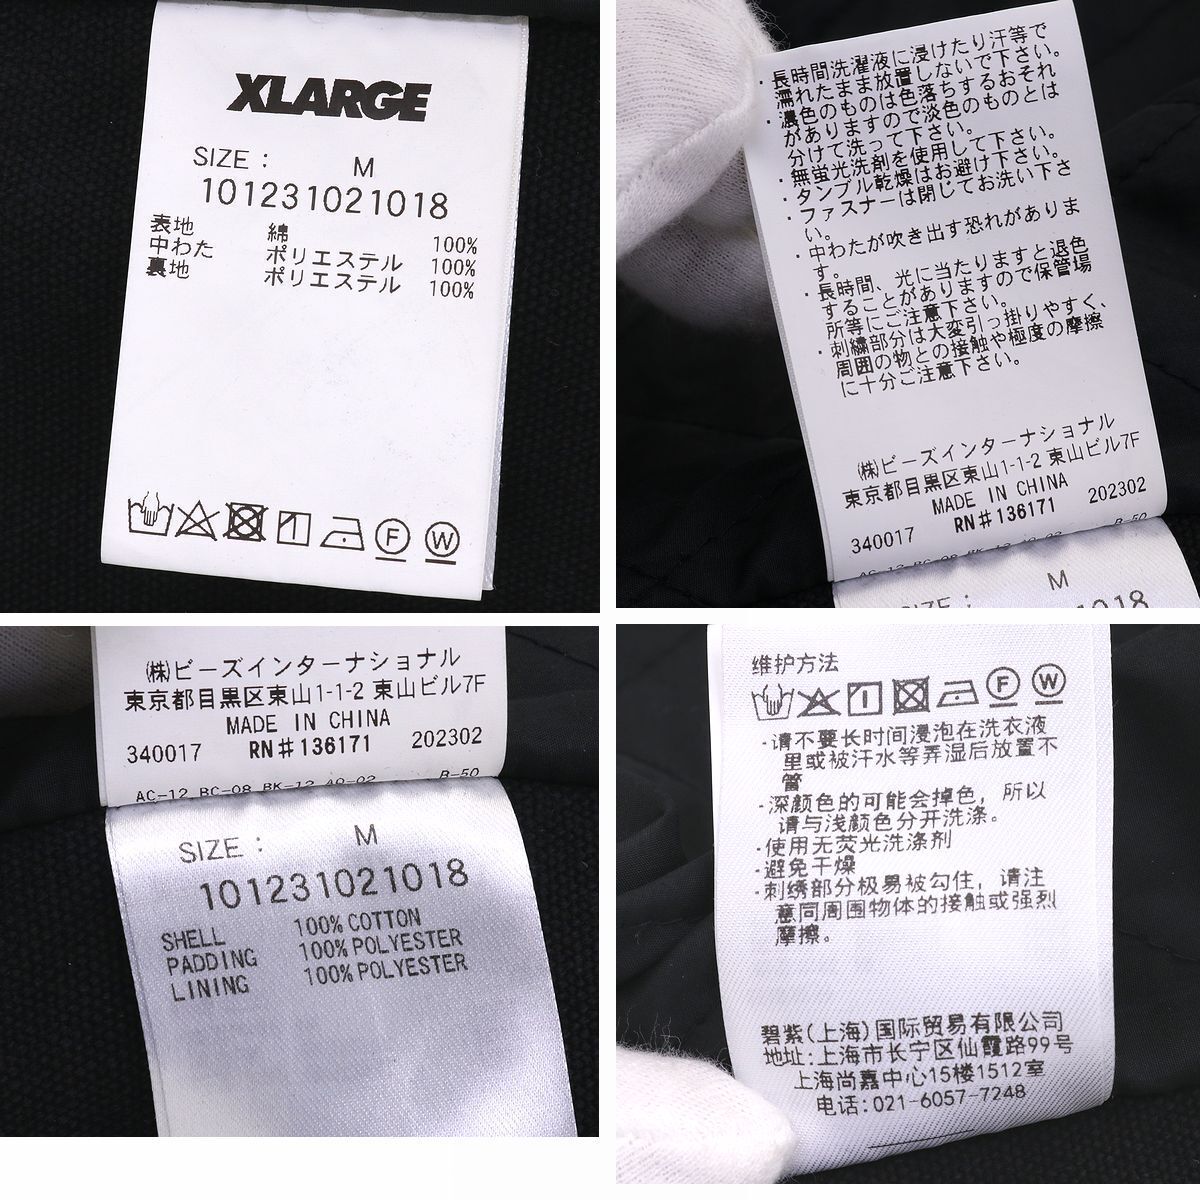 XLARGE
SIZE : M
101231021018
表地 綿 100%
中わた ポリエステル 100%
裏地 ポリエステル 100%
F W
・長時間洗濯液に浸けたり汗等で
濡れたまま放置しないで下さい。
・濃色のものは色落ちするおそれ
がありますので淡色のものとは
分けて洗って下さい。
・無蛍光洗剤を使用して下さい。
・タンブル乾燥はお避け下さい。
・ファスナーは閉じてお洗い下さ
い。
・中わたが吹き出す恐れがありま
す。
・長時間、光に当たりますと退色
することがありますので保管場
所等にご注意下さい。
・刺繍部分は大変引っ掛りやすく、
周囲の物との接触や極度の摩擦
に十分ご注意下さい。
㈱ビーズインターナショナル
東京都目黒区東山1-1-2 東山ビル7F
MADE IN CHINA
340017 RN#136171 202302
B-50
SIZE : M
㈱ビーズインターナショナル
東京都目黒区東山1-1-2 東山ビル7F
MADE IN CHINA
340017 RN#136171 202302
AC-12 BC-08 BK-12 AO-02 B-50
SIZE : M
101231021018
SHELL 100% COTTON
PADDING 100% POLYESTER
LINING 100% POLYESTER
维护方法
F W
·请不要长时间浸泡在洗衣液
里或被汗水等弄湿后放置不
管
·深颜色的可能会掉色，所以
请与浅颜色分开洗涤。
·使用无荧光洗涤剂
·避免干燥
·刺绣部分极易被勾住，请注
意同周围物体的接触或强烈
摩擦。
碧紫(上海)国际贸易有限公司
地址:上海市长宁区仙霞路99号
上海尚嘉中心15楼1512室
电话:021-6057-7248